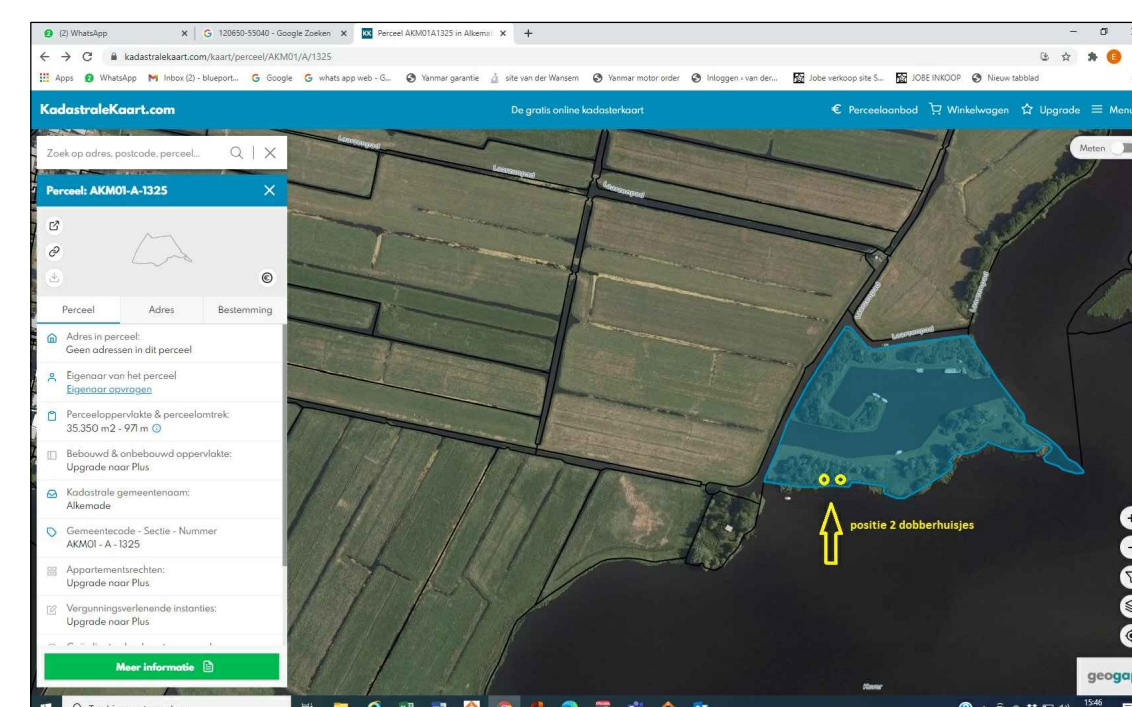 (2) WhatsApp
120650-55040 - Google Zoeken
Perceel AKM01A1325 in Alkema
kadastralekaart.com/kaart/perceel/AKM01/A/1325
Apps
WhatsApp
Inbox (2) - blueport...
Google
whats app web - G...
Yanmar garantie
site van der Wansem
Yanmar motor order
Inloggen ‹ van der...
Jobe verkoop site S...
JOBE INKOOP
Nieuw tabblad
KadastraleKaart.com
De gratis online kadasterkaart
€ Perceelaanbod
Winkelwagen
Upgrade
Menu
Zoek op adres, postcode, perceel...
Meten
Perceel: AKM01-A-1325
Perceel
Adres
Bestemming
Adres in perceel:
Geen adressen in dit perceel
Eigenaar van het perceel
Eigenaar opvragen
Perceeloppervlakte & perceelomtrek:
35.350 m2 - 971 m
Bebouwd & onbebouwd oppervlakte:
Upgrade naar Plus
Kadastrale gemeentenaam:
Alkemade
Gemeentecode - Sectie - Nummer
AKM01 - A - 1325
Appartementsrechten:
Upgrade naar Plus
Vergunningsverlenende instanties:
Upgrade naar Plus
Meer informatie
positie 2 dobberhuisjes
geogap
15:46